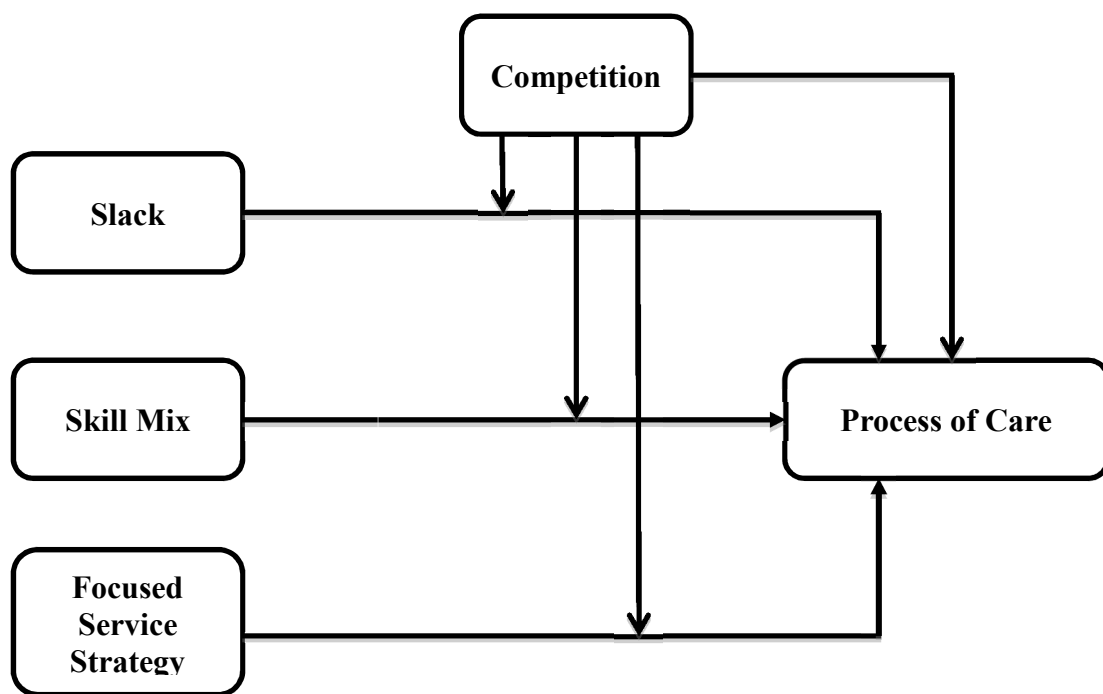 Competition
Slack
Skill Mix
Process of Care
Focused
Service
Strategy